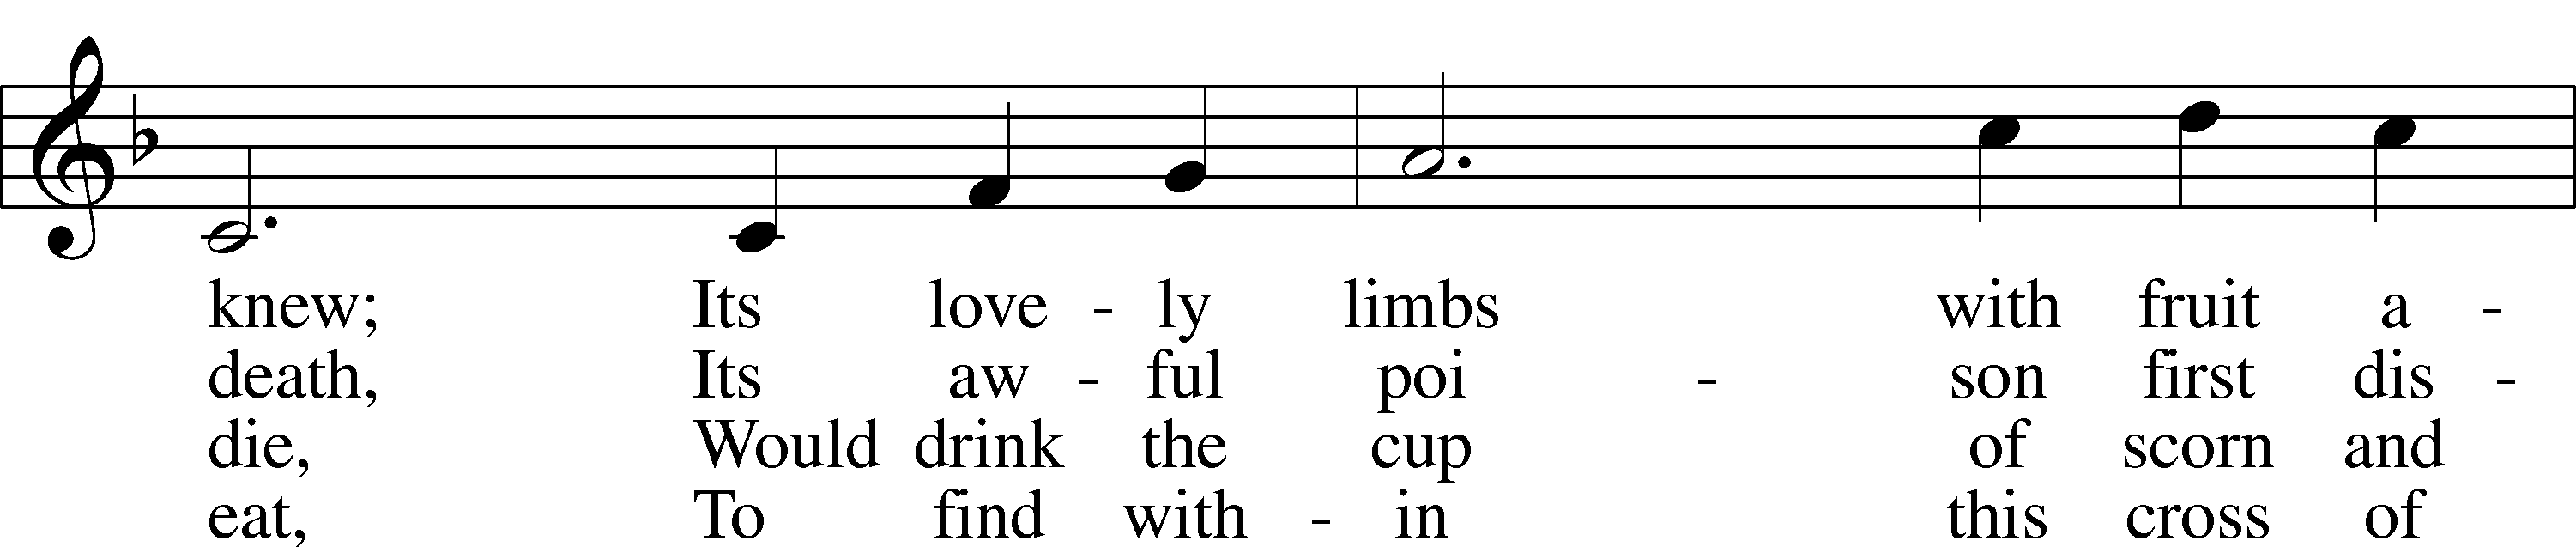 knew; Its love - ly limbs with fruit a -
death, Its aw - ful poi - son first dis -
die, Would drink the cup of scorn and
eat, To find with - in this cross of